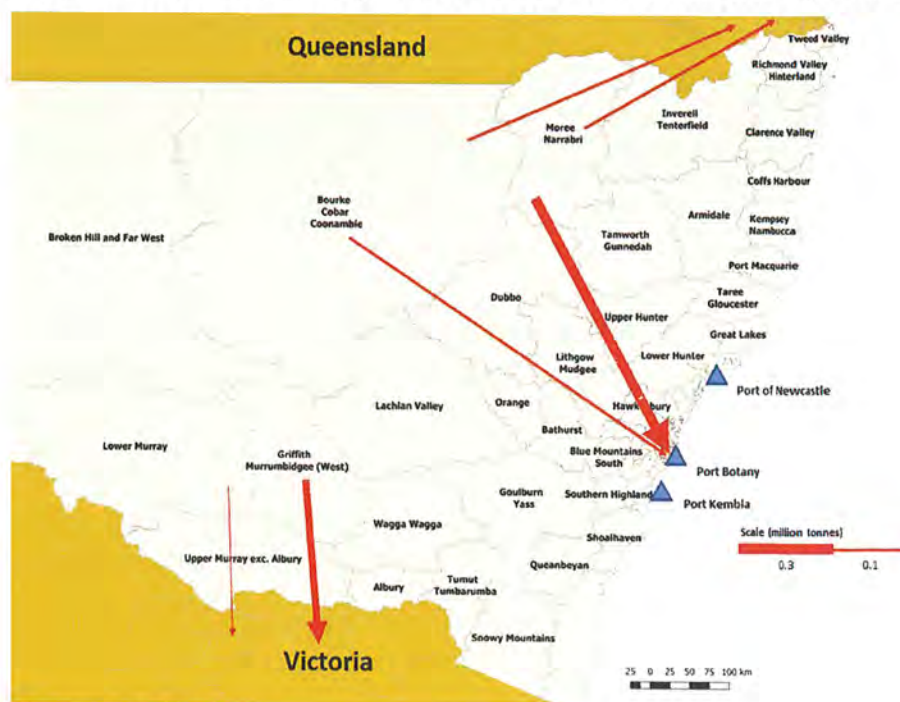 Queensland
Tweed Valley
Richmond Valley
Hinterland
Moree
Narrabri
Inverell
Tenterfield
Clarence Valley
Coffs Harbour
Bourke
Cobar
Coonamble
Armidale
Kempsey
Nambucca
Broken Hill and Far West
Tamworth
Gunnedah
Port Macquarie
Taree
Gloucester
Dubbo
Upper Hunter
Great Lakes
Lithgow
Mudgee
Lower Hunter
Port of Newcastle
Lachlan Valley
Orange
Hawkesbury
Bathurst
Lower Murray
Griffith
Murrumbidgee (West)
Blue Mountains
South
Port Botany
Goulburn
Yass
Southern Highland
Port Kembla
Wagga Wagga
Shoalhaven
Scale (million tonnes)
0.3 0.1
Upper Murray exc. Albury
Queanbeyan
Albury
Tumut
Tumbarumba
Snowy Mountains
Victoria
25 0 25 50 75 100 km